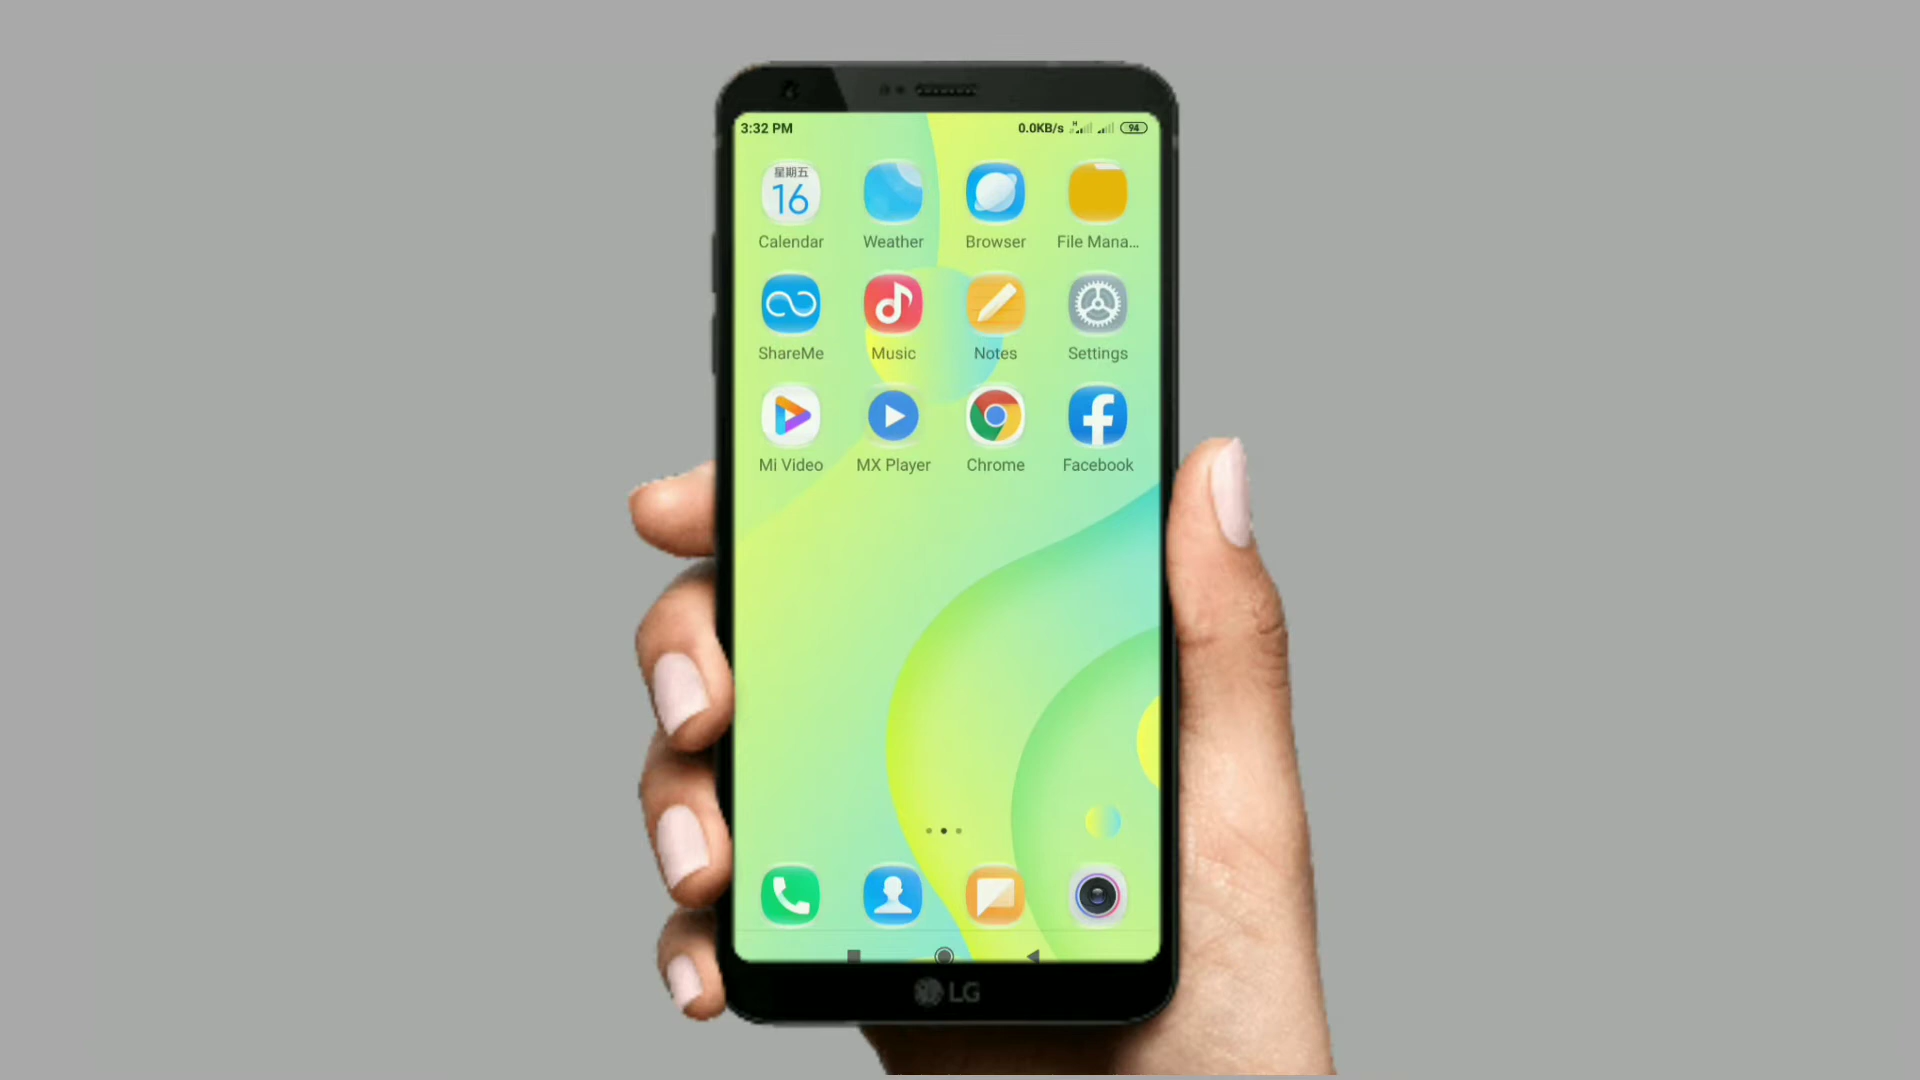 3:32 PM 0.0KB/s H 94
星期五
16
Calendar Weather Browser File Mana...
ShareMe Music Notes Settings
Mi Video MX Player Chrome Facebook
LG